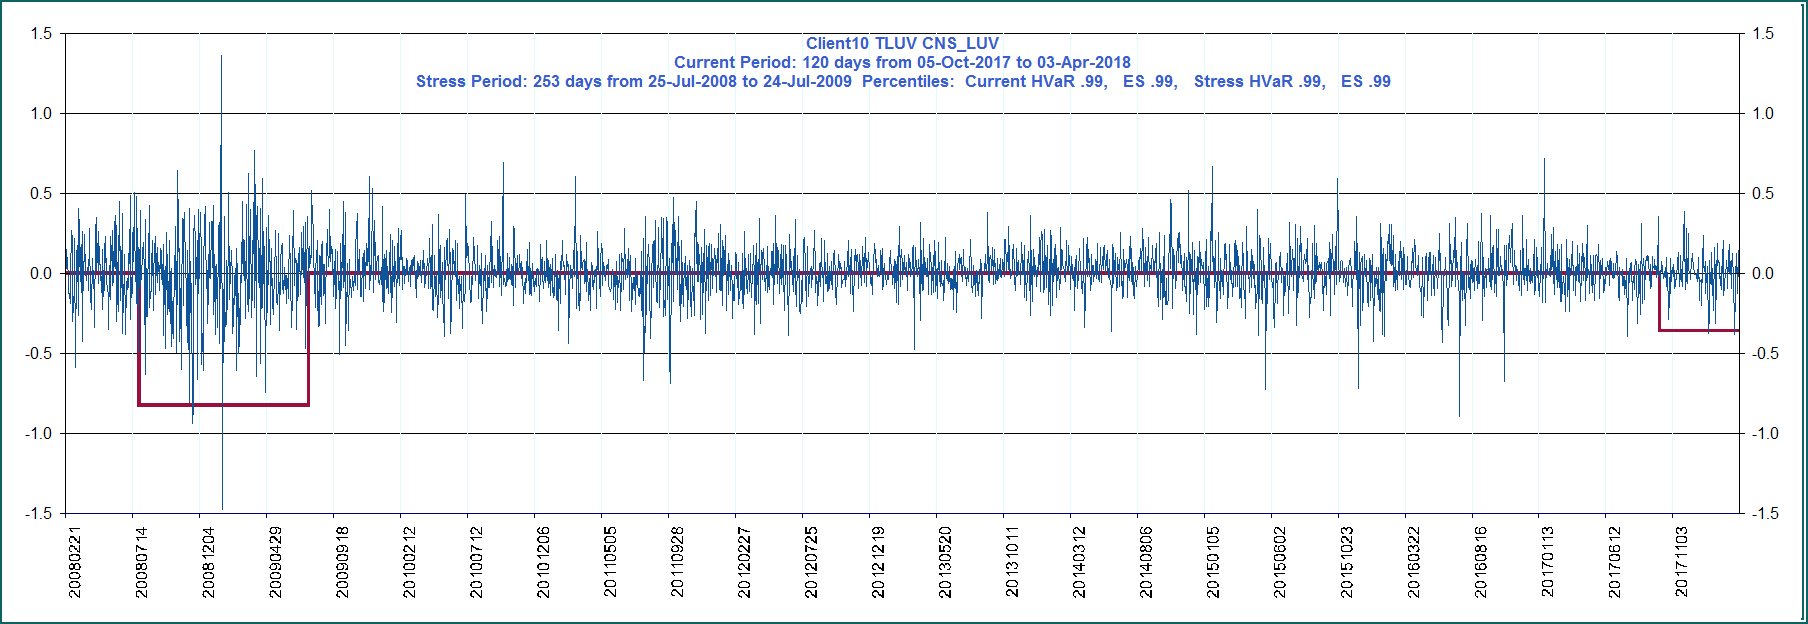 Client10 TLUV CNS_LUV
Current Period: 120 days from 05-Oct-2017 to 03-Apr-2018
Stress Period: 253 days from 25-Jul-2008 to 24-Jul-2009  Percentiles:  Current HVaR .99,   ES .99,   Stress HVaR .99,   ES .99
1.5 1.5
1.0 1.0
0.5 0.5
0.0 0.0
-0.5 -0.5
-1.0 -1.0
-1.5 -1.5
20080221 20080714 20081204 20090429 20090918 20100212 20100712 20101206 20110505 20110928 20120227 20120725 20121219 20130520 20131011 20140312 20140806 20150105 20150602 20151023 20160322 20160816 20170113 20170612 20171103